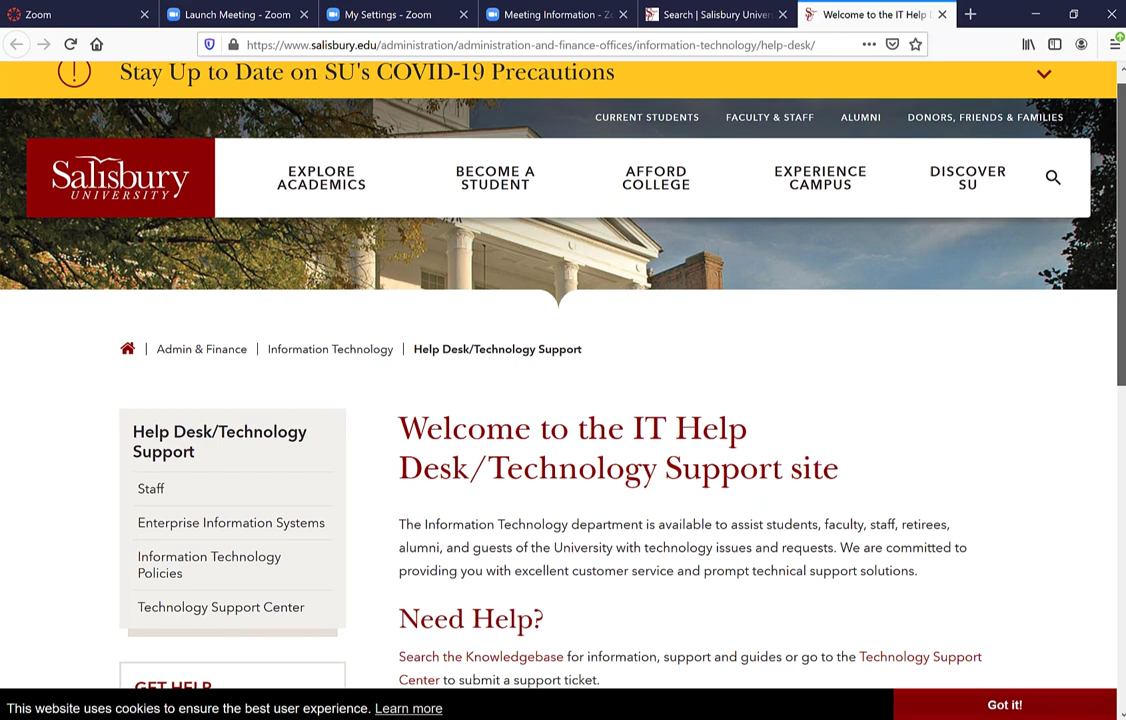 Zoom
Launch Meeting - Zoom
My Settings - Zoom
Meeting Information - Z
Search | Salisbury Univer
Welcome to the IT Help
https://www.salisbury.edu/administration/administration-and-finance-offices/information-technology/help-desk/
Stay Up to Date on SU's COVID-19 Precautions
CURRENT STUDENTS
FACULTY & STAFF
ALUMNI
DONORS, FRIENDS & FAMILIES
Salisbury
UNIVERSITY
EXPLORE
ACADEMICS
BECOME A
STUDENT
AFFORD
COLLEGE
EXPERIENCE
CAMPUS
DISCOVER
SU
Admin & Finance | Information Technology | Help Desk/Technology Support
Help Desk/Technology
Support
Staff
Enterprise Information Systems
Information Technology
Policies
Technology Support Center
GET HELP
Welcome to the IT Help
Desk/Technology Support site
The Information Technology department is available to assist students, faculty, staff, retirees,
alumni, and guests of the University with technology issues and requests. We are committed to
providing you with excellent customer service and prompt technical support solutions.
Need Help?
Search the Knowledgebase for information, support and guides or go to the Technology Support
Center to submit a support ticket.
This website uses cookies to ensure the best user experience. Learn more
Got it!